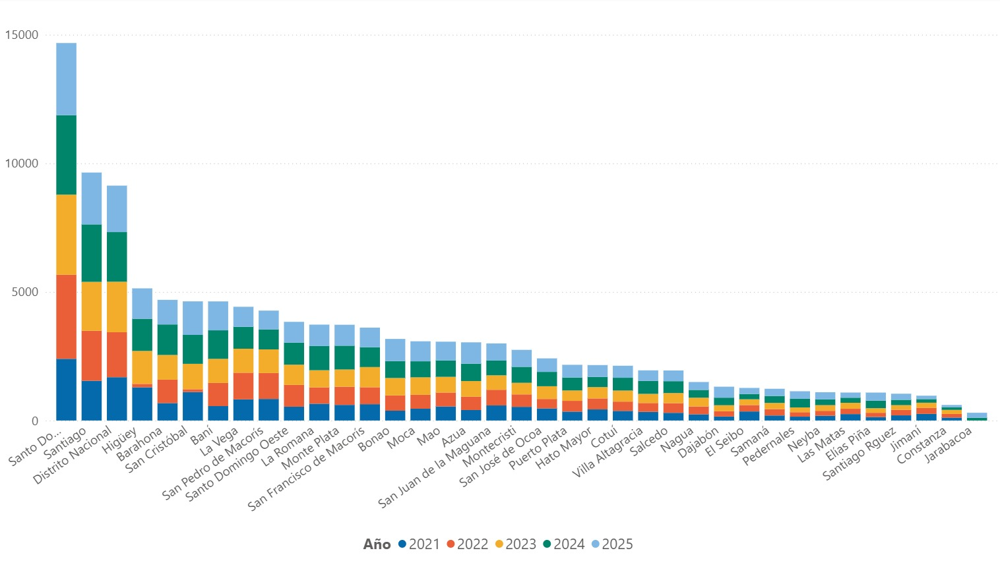 15000
10000
5000
0
Santo Do...
Santiago
Distrito Nacional
Higüey
Barahona
San Cristóbal
Baní
La Vega
San Pedro de Macorís
Santo Domingo Oeste
La Romana
Monte Plata
San Francisco de Macorís
Bonao
Moca
Mao
Azua
San Juan de la Maguana
Montecristi
San José de Ocoa
Puerto Plata
Hato Mayor
Cotuí
Villa Altagracia
Salcedo
Nagua
Dajabón
El Seibo
Samaná
Pedernales
Neyba
Las Matas
Elías Piña
Santiago Rguez
Jimaní
Constanza
Jarabacoa
Año 2021 2022 2023 2024 2025